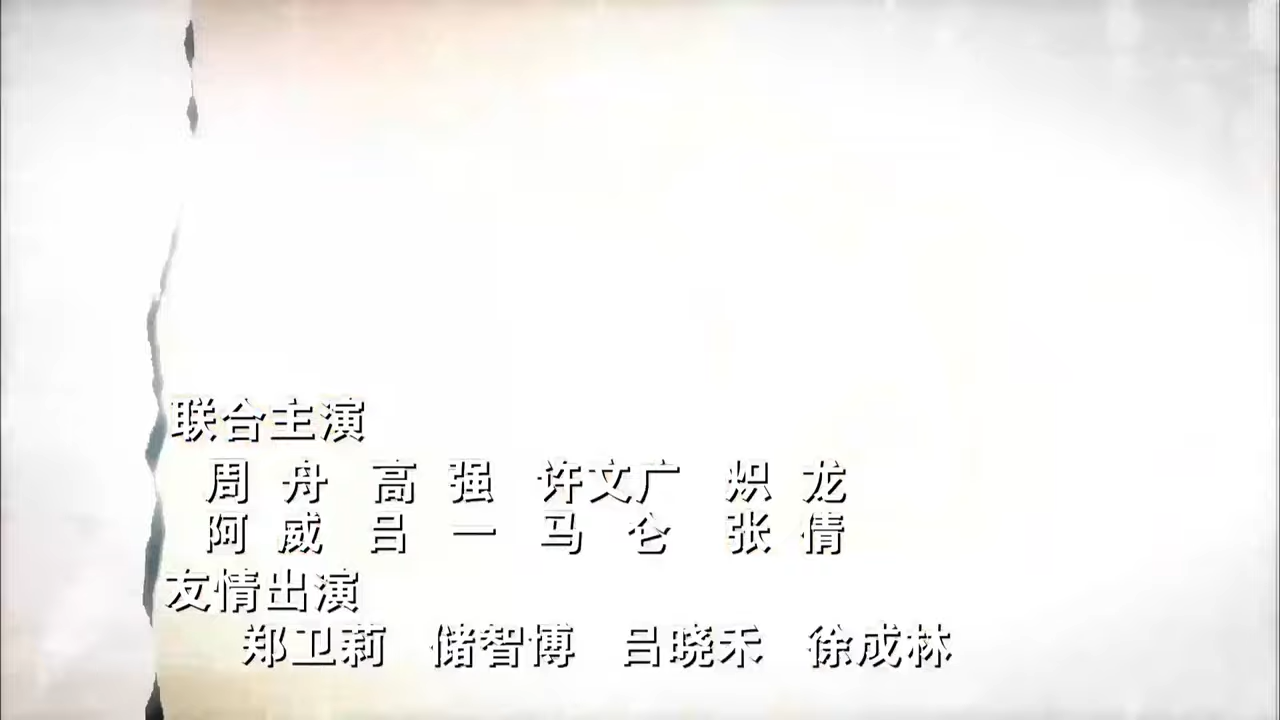 联合主演
周 舟 高 强 许文广 炽 龙
阿 威 吕 一 马 仑 张 倩
友情出演
郑卫莉 储智博 吕晓禾 徐成林